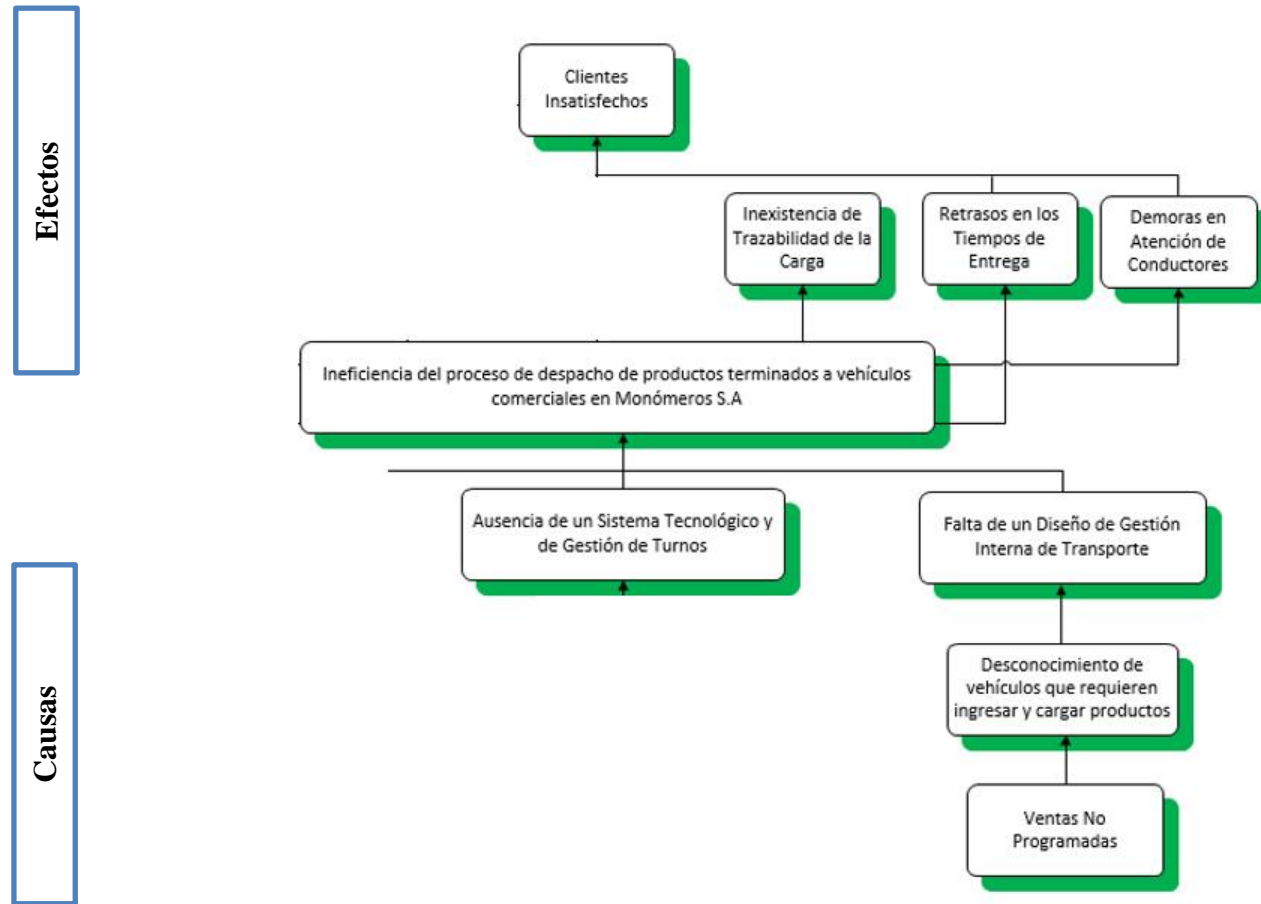 Efectos
Clientes
Insatisfechos
Inexistencia de
Trazabilidad de la
Carga
Retrasos en los
Tiempos de
Entrega
Demoras en
Atención de
Conductores
Ineficiencia del proceso de despacho de productos terminados a vehículos
comerciales en Monómeros S.A
Causas
Ausencia de un Sistema Tecnológico y
de Gestión de Turnos
Falta de un Diseño de Gestión
Interna de Transporte
Desconocimiento de
vehículos que requieren
ingresar y cargar productos
Ventas No
Programadas